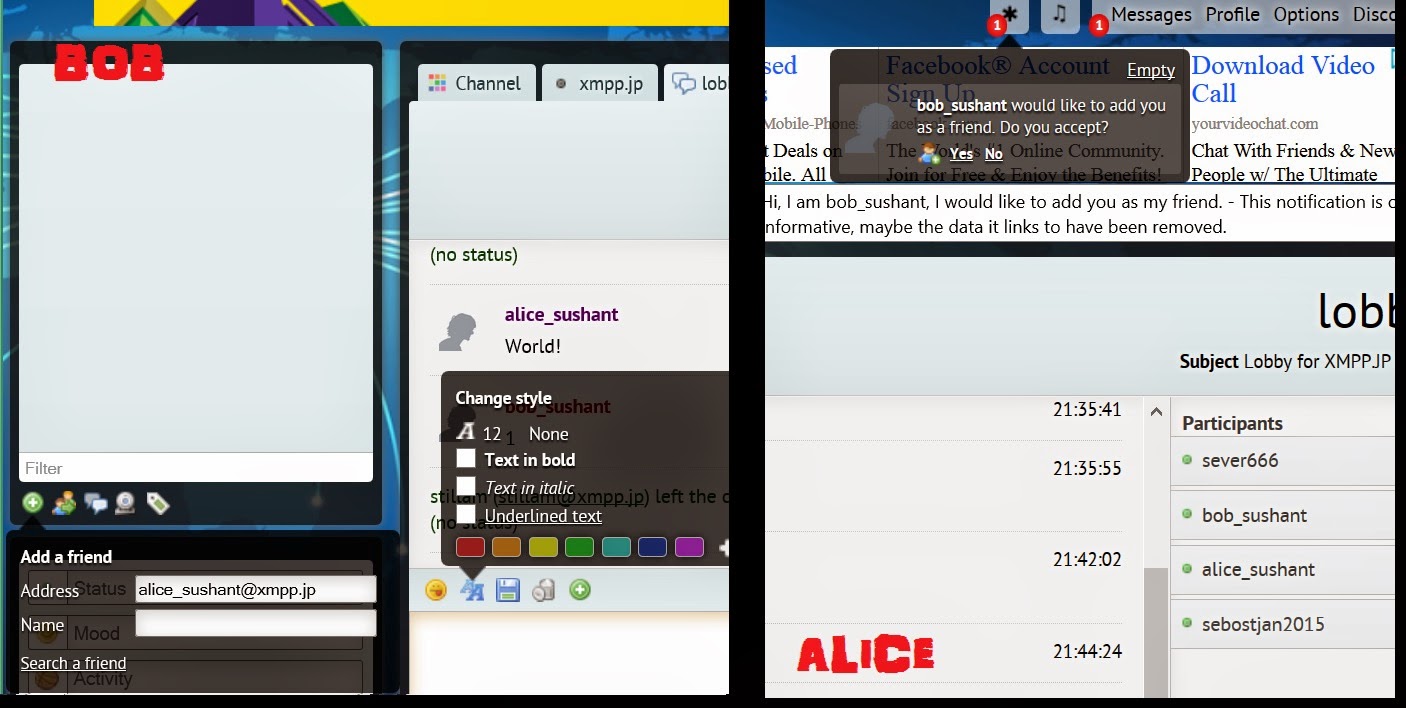 BOB
Channel
xmpp.jp
lobb
(no status)
alice_sushant
World!
Change style
bob_sushant
12 None
1
Text in bold
Text in italic
stillam (stillam@xmpp.jp) left the c
Underlined text
(no status)
Filter
Add a friend
Address
Status
alice_sushant@xmpp.jp
Name
Mood
Search a friend
Activity
1
1
Messages Profile Options Disco
sed
Facebook® Account
Sign Up
Empty
Download Video
Call
bob_sushant would like to add you
as a friend. Do you accept?
Yes No
Mobile-Phones
yourvideochat.com
t Deals on
bile. All
The World's #1 Online Community.
Join for Free & Enjoy the Benefits!
Chat With Friends & New
People w/ The Ultimate
Hi, I am bob_sushant, I would like to add you as my friend. - This notification is o
nformative, maybe the data it links to have been removed.
lobb
Subject Lobby for XMPP.JP
21:35:41
21:35:55
21:42:02
21:44:24
Participants
sever666
bob_sushant
alice_sushant
sebostjan2015
ALICE